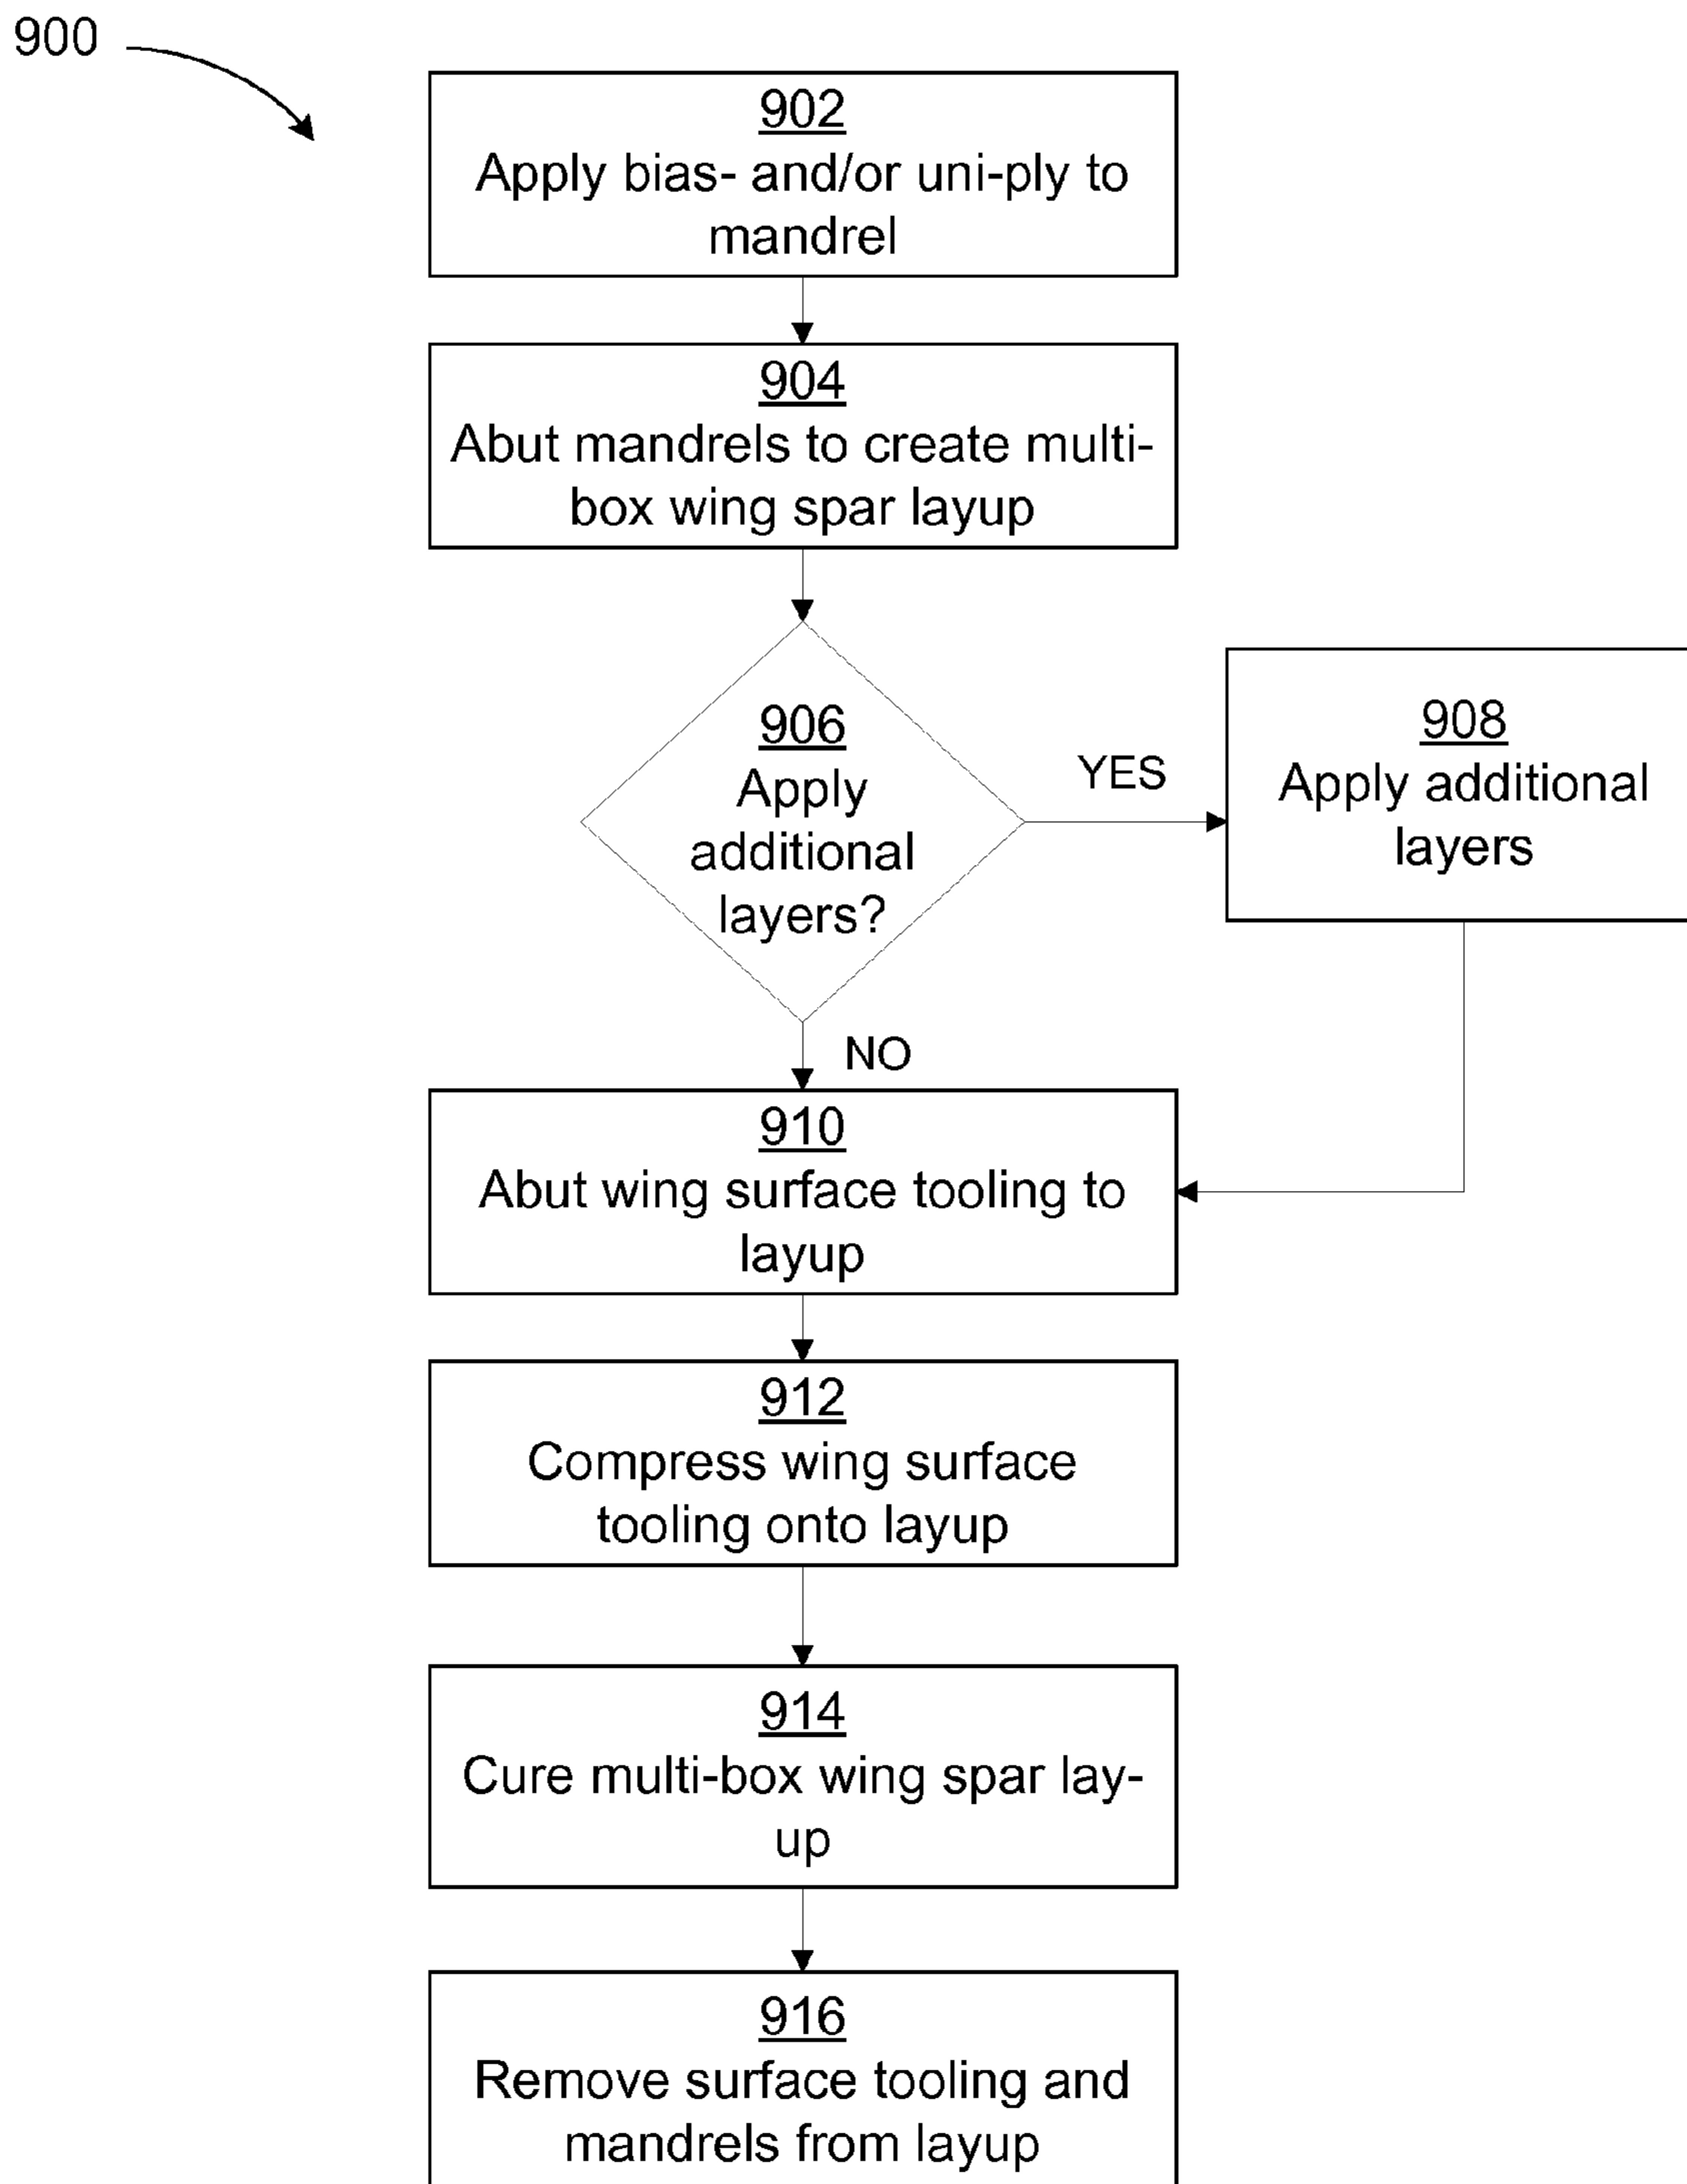 900
902
Apply bias- and/or uni-ply to
mandrel
904
Abut mandrels to create multi-
box wing spar layup
906
Apply
additional
layers?
YES
908
Apply additional
layers
NO
910
Abut wing surface tooling to
layup
912
Compress wing surface
tooling onto layup
914
Cure multi-box wing spar lay-
up
916
Remove surface tooling and
mandrels from layup